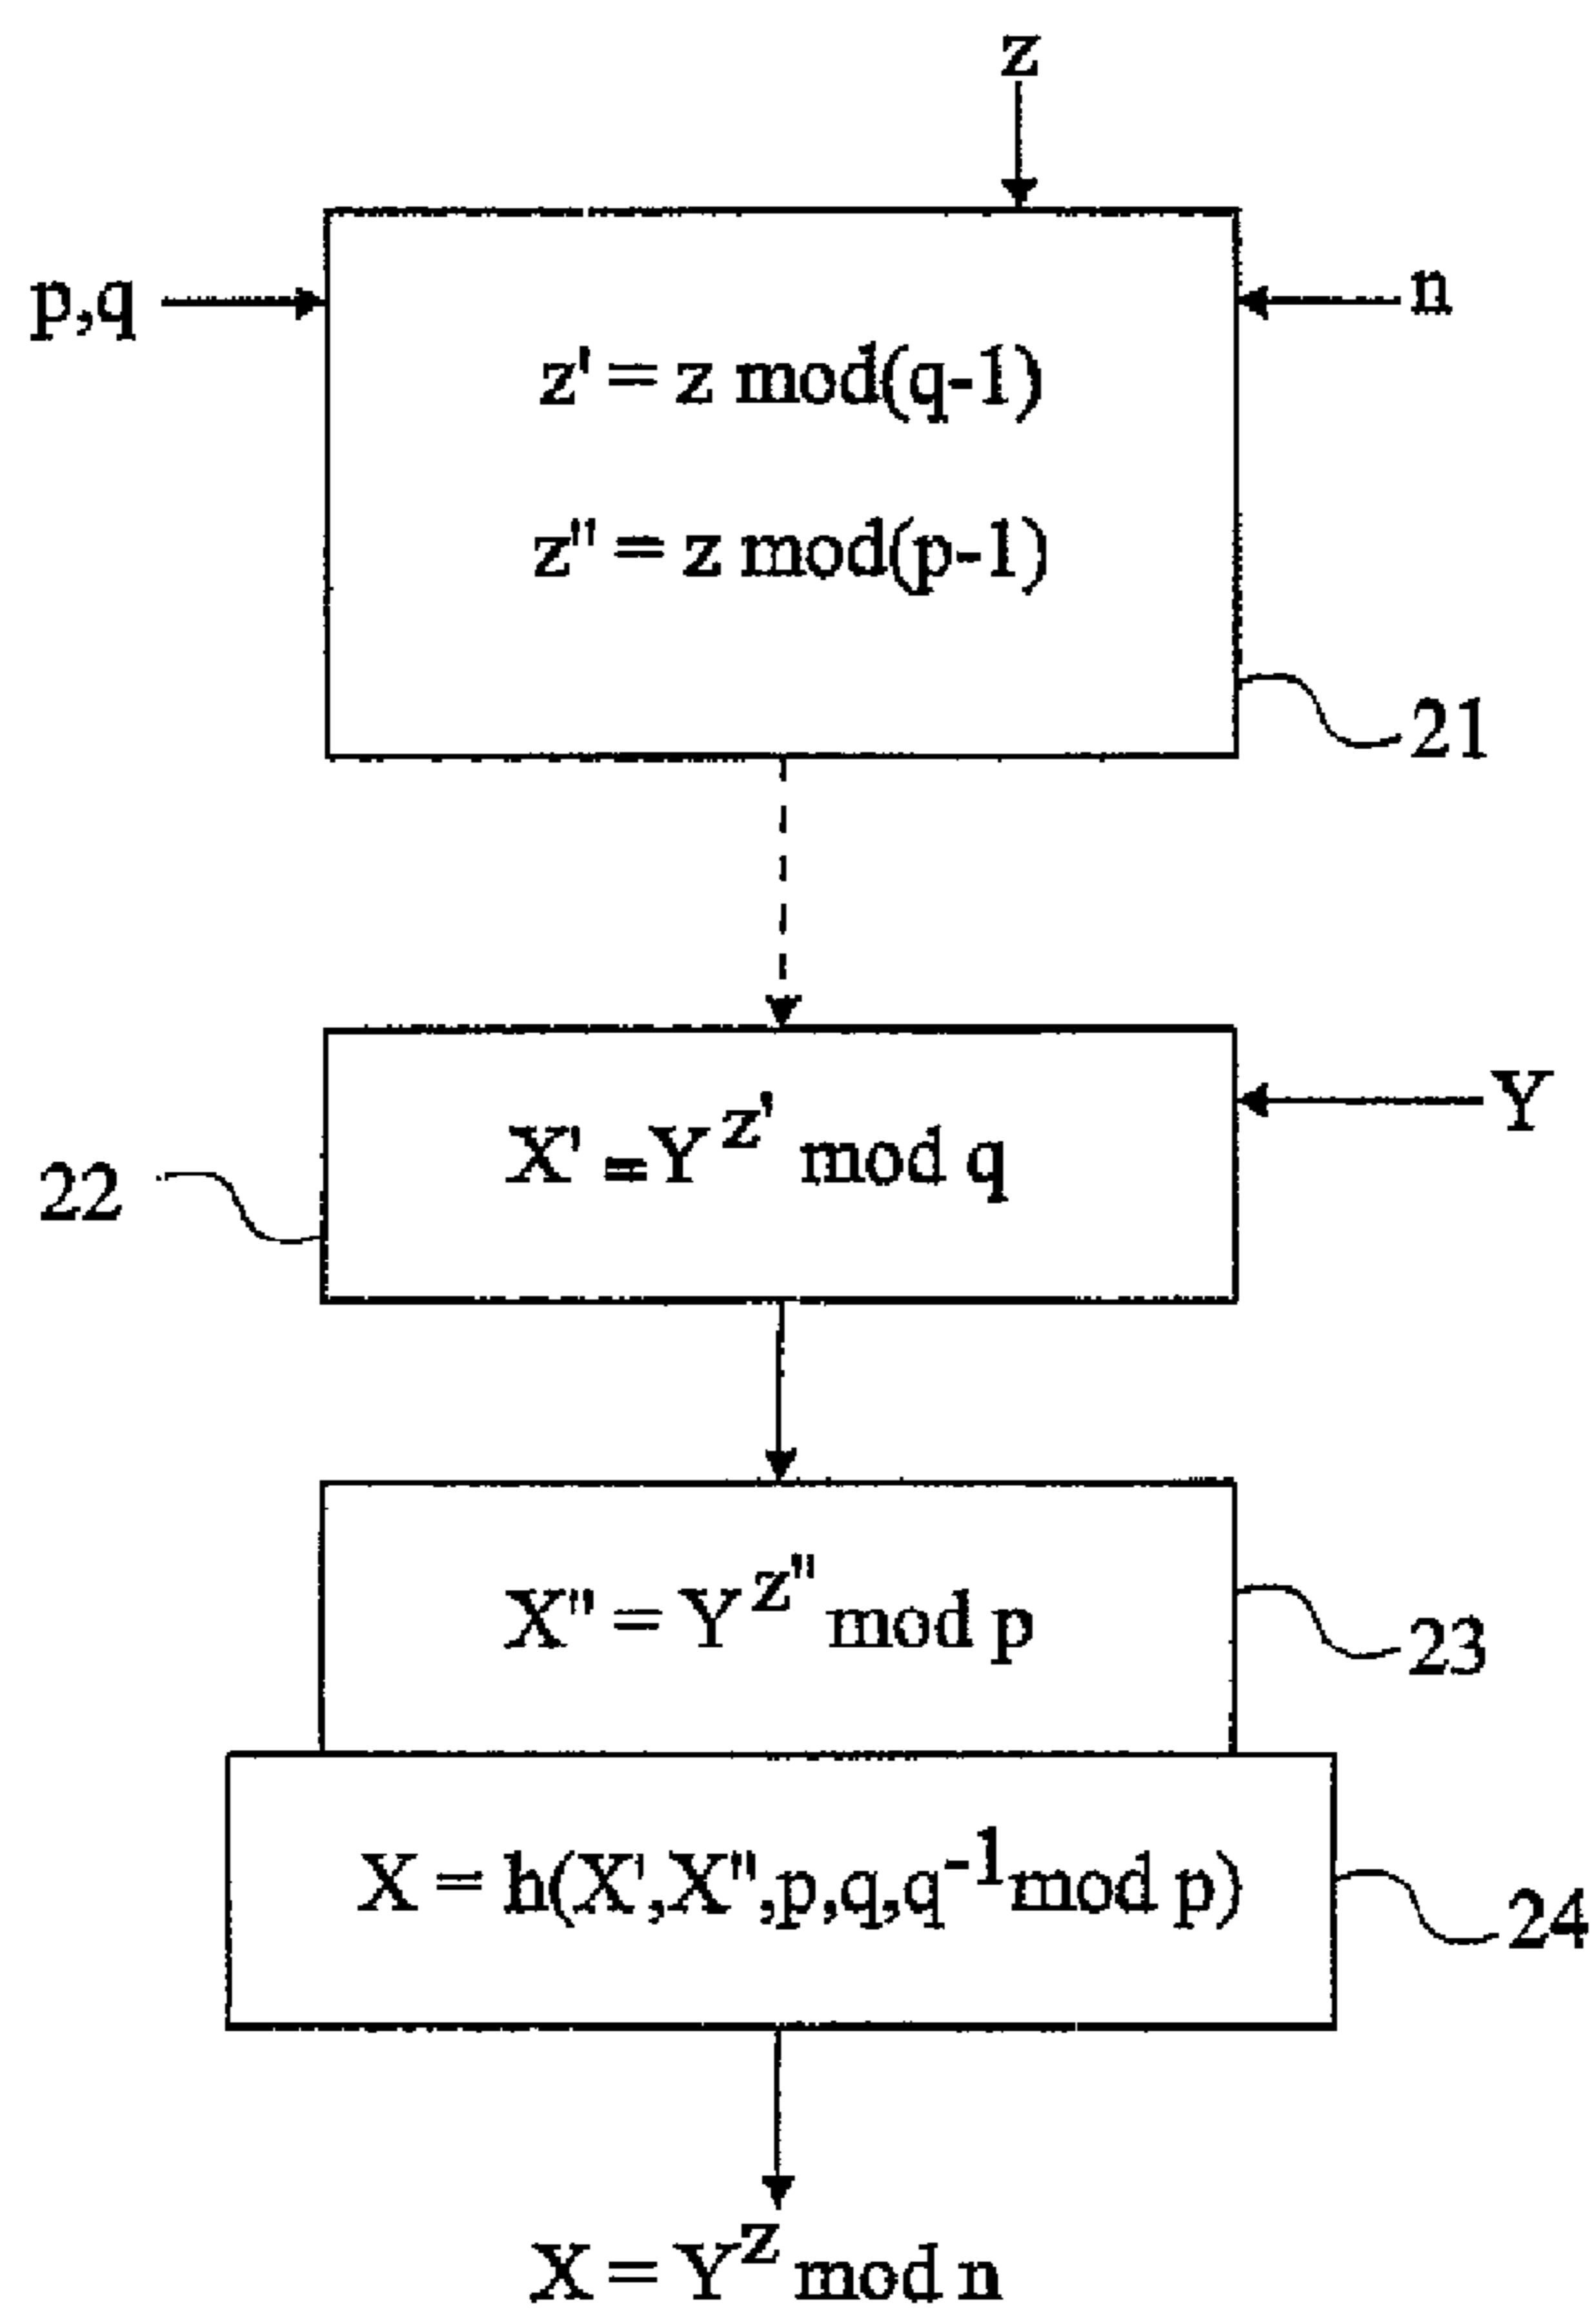 z
p,q
n
z' = z mod(q-1)
z" = z mod(p-1)
21
Y
X' = Y^z' mod q
22
X" = Y^z" mod p
23
X = h(X',X",p,q,q^-1 mod p)
24
X = Y^z mod n